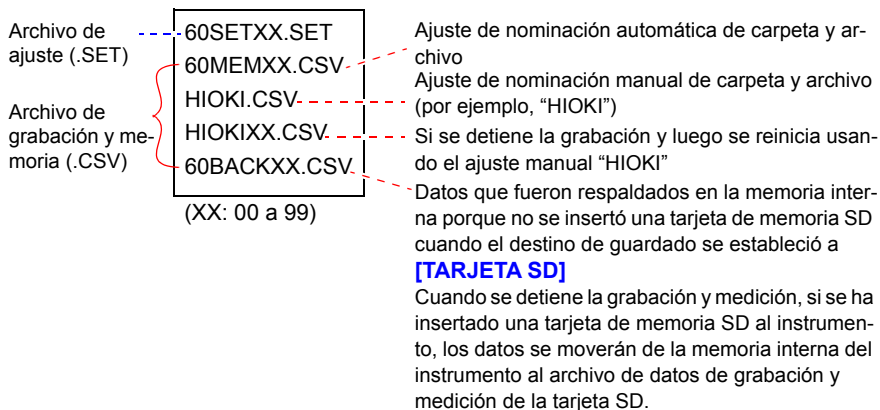 Archivo de
ajuste (.SET)
Archivo de
grabación y me-
moria (.CSV)
60SETXX.SET
60MEMXX.CSV
HIOKI.CSV
HIOKIXX.CSV
60BACKXX.CSV
(XX: 00 a 99)
Ajuste de nominación automática de carpeta y ar-
chivo
Ajuste de nominación manual de carpeta y archivo
(por ejemplo, “HIOKI”)
Si se detiene la grabación y luego se reinicia usan-
do el ajuste manual “HIOKI”
Datos que fueron respaldados en la memoria inter-
na porque no se insertó una tarjeta de memoria SD
cuando el destino de guardado se estableció a
[TARJETA SD]
Cuando se detiene la grabación y medición, si se ha
insertado una tarjeta de memoria SD al instrumen-
to, los datos se moverán de la memoria interna del
instrumento al archivo de datos de grabación y
medición de la tarjeta SD.